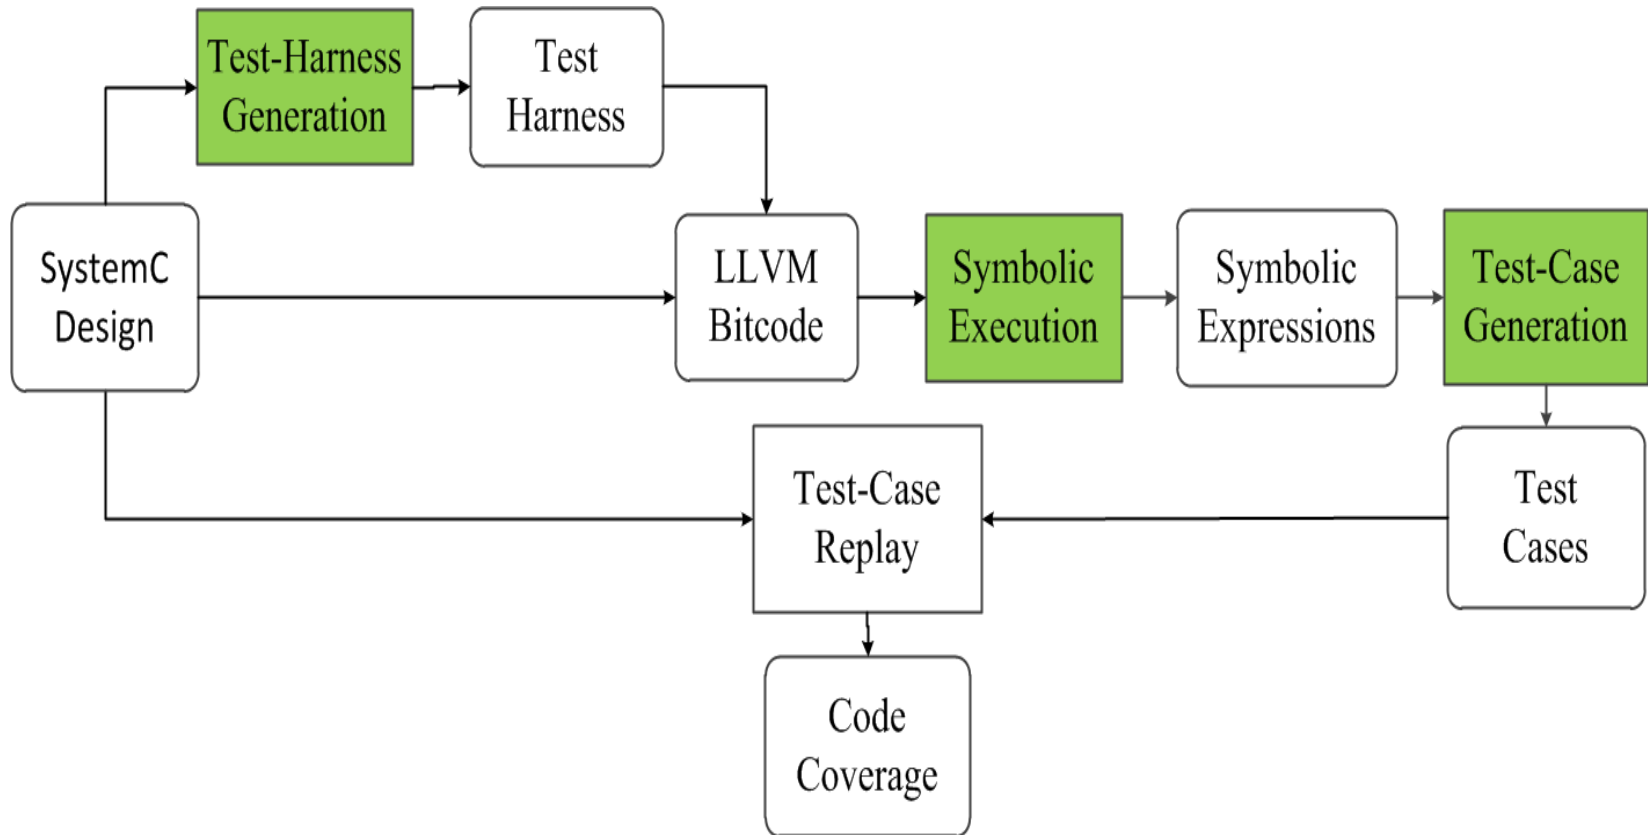 Test-Harness
Generation
Test
Harness
SystemC
Design
LLVM
Bitcode
Symbolic
Execution
Symbolic
Expressions
Test-Case
Generation
Test-Case
Replay
Test
Cases
Code
Coverage